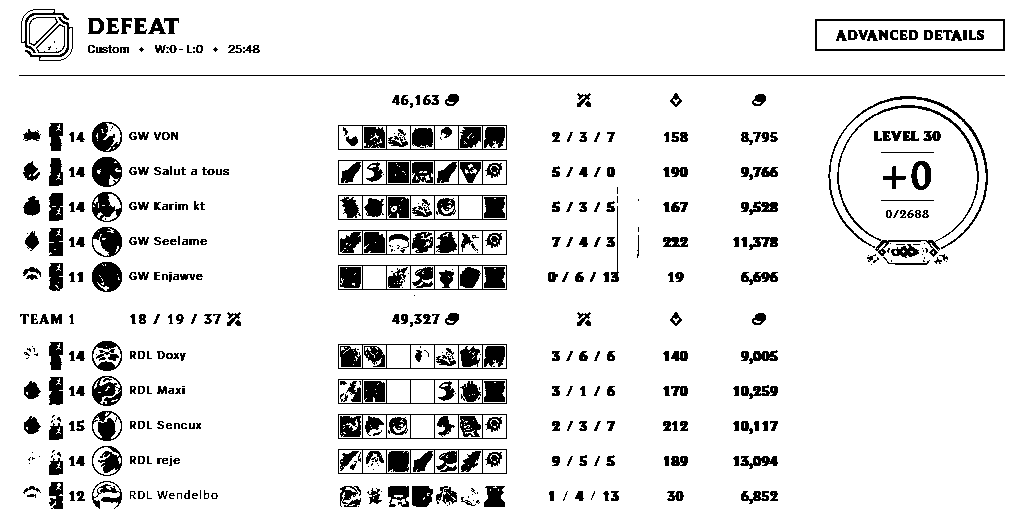 DEFEAT
Custom • W:0 - L:0 • 25:48
ADVANCED DETAILS
46,163
14 GW VON 2 / 3 / 7 158 8,795
14 GW Salut a tous 5 / 4 / 0 190 9,766
14 GW Karim kt 5 / 3 / 5 167 9,528
14 GW Seelame 7 / 4 / 3 222 11,378
11 GW Enjawve 0 / 6 / 13 19 6,696
LEVEL 30
+0
0/2688
TEAM 1 18 / 19 / 37 49,327
14 RDL Doxy 3 / 6 / 6 140 9,005
14 RDL Maxi 3 / 1 / 6 170 10,259
15 RDL Sencux 2 / 3 / 7 212 10,117
14 RDL reje 9 / 5 / 5 189 13,094
12 RDL Wendelbo 1 / 4 / 13 30 6,852